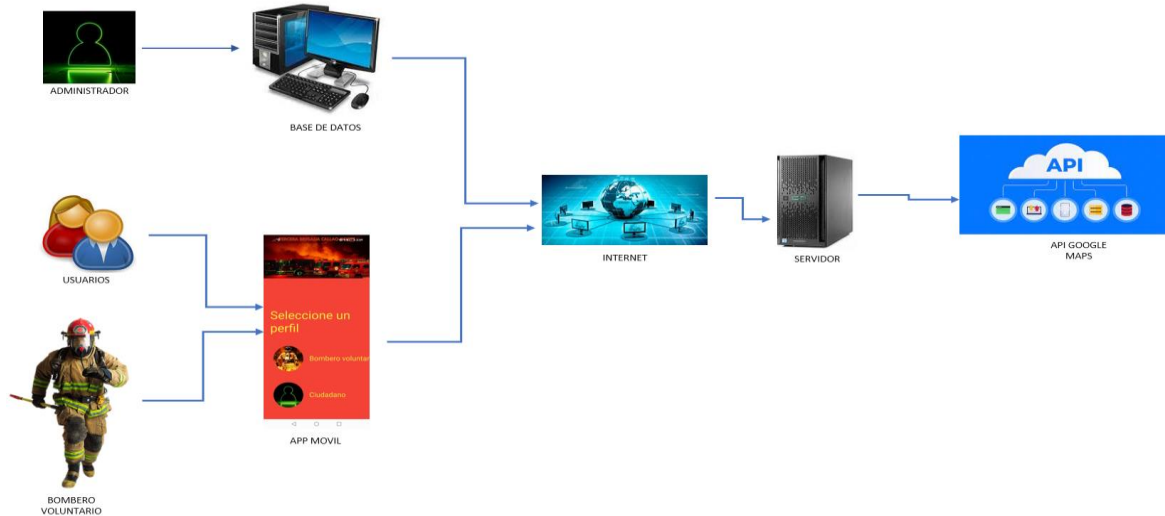 ADMINISTRADOR
BASE DE DATOS
USUARIOS
BOMBERO
VOLUNTARIO
Seleccione un
perfil
Bombero voluntar
Ciudadano
APP MOVIL
INTERNET
SERVIDOR
API
API GOOGLE
MAPS